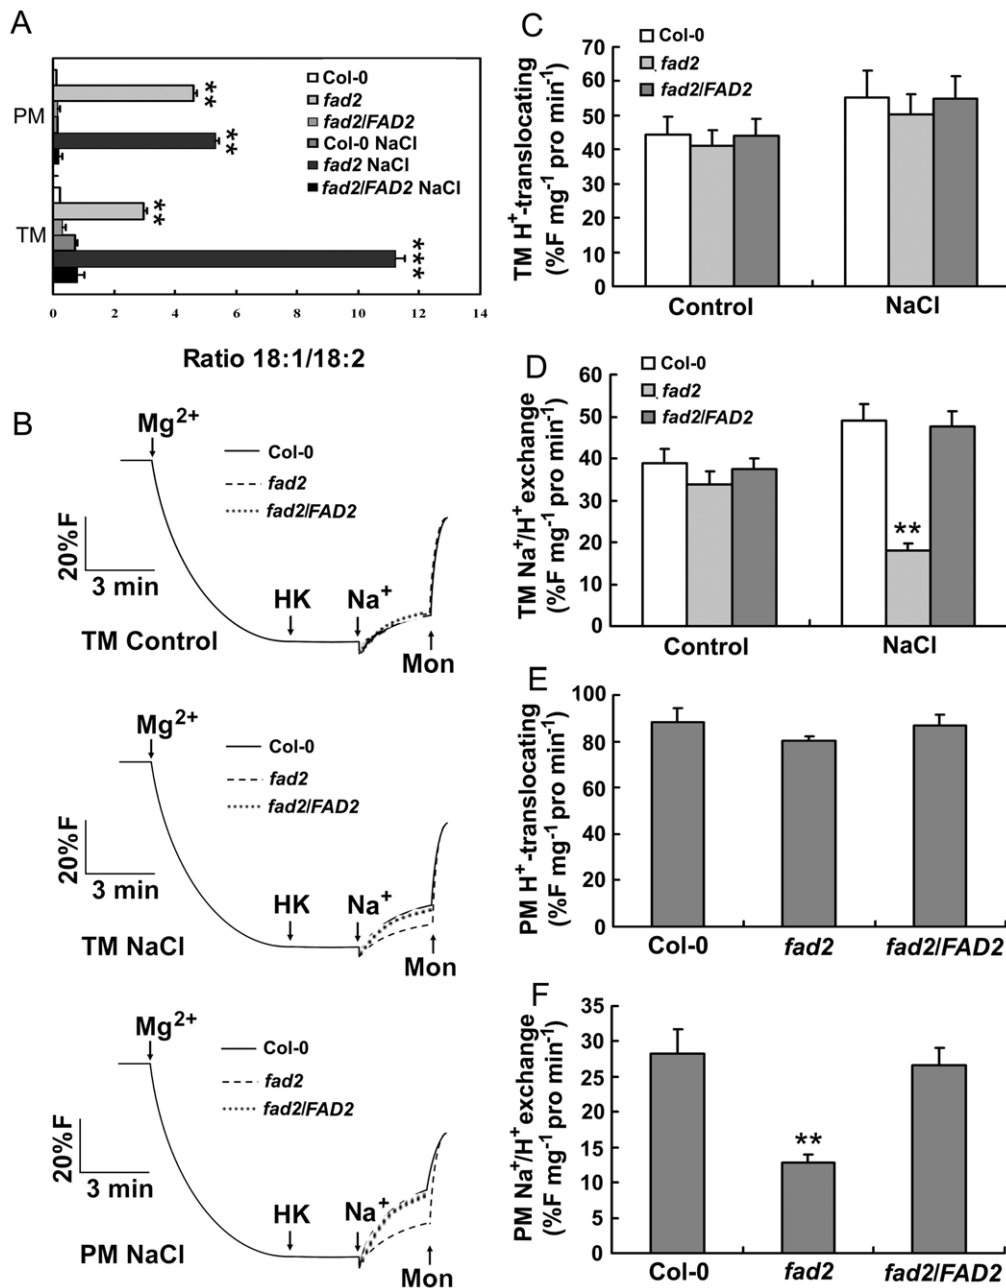 A
PM
TM
**
**
**
***
Col-0
fad2
fad2/FAD2
Col-0 NaCl
fad2 NaCl
fad2/FAD2 NaCl
0 2 4 6 8 10 12 14
Ratio 18:1/18:2
B
Mg2+
Col-0
fad2
fad2/FAD2
20%F
3 min
HK
Na+
Mon
TM Control
Mg2+
Col-0
fad2
fad2/FAD2
20%F
3 min
HK
Na+
Mon
TM NaCl
Mg2+
Col-0
fad2
fad2/FAD2
20%F
3 min
HK
Na+
Mon
PM NaCl
C
Col-0
fad2
fad2/FAD2
TM H+-translocating
(%F mg-1 pro min-1)
70
60
50
40
30
20
10
0
Control NaCl
D
Col-0
fad2
fad2/FAD2
TM Na+/H+ exchange
(%F mg-1 pro min-1)
60
50
40
30
20
10
0
**
Control NaCl
E
PM H+-translocating
(%F mg-1 pro min-1)
100
80
60
40
20
0
Col-0 fad2 fad2/FAD2
F
PM Na+/H+ exchange
(%F mg-1 pro min-1)
35
30
25
20
15
10
5
0
**
Col-0 fad2 fad2/FAD2